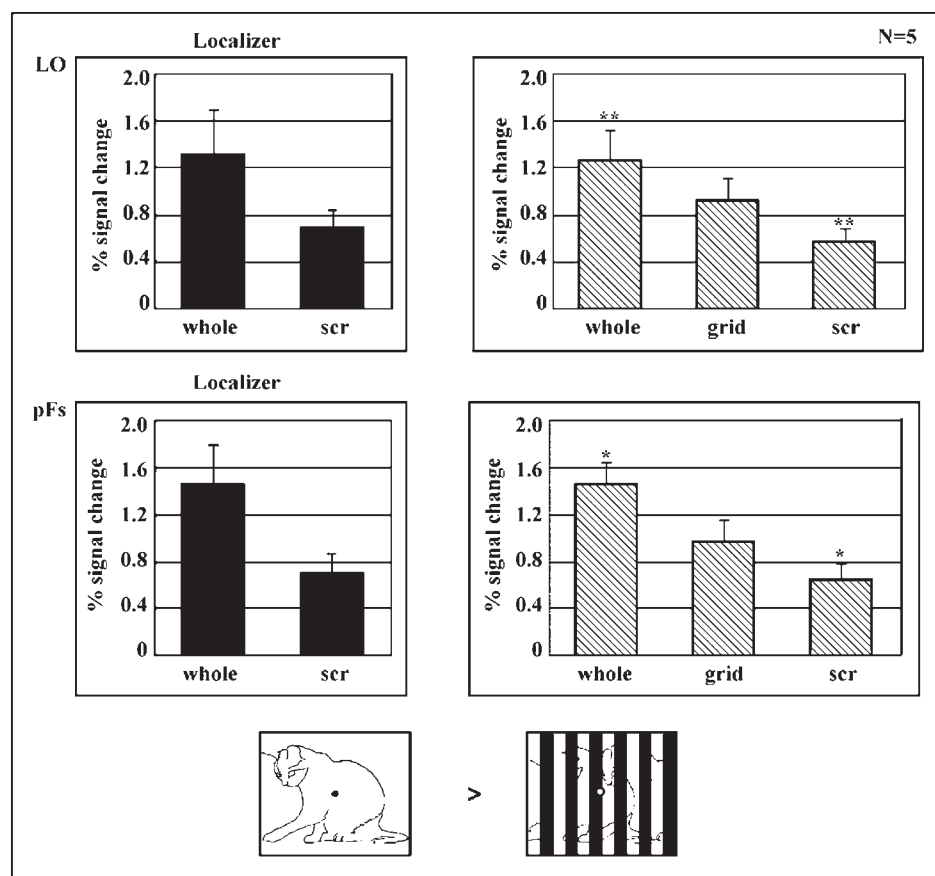 Localizer
N=5
LO
% signal change
2.0
1.6
1.2
0.8
0.4
0
whole scr
% signal change
2.0
1.6
1.2
0.8
0.4
0
**
**
whole grid scr
Localizer
pFs
% signal change
2.0
1.6
1.2
0.8
0.4
0
whole scr
% signal change
2.0
1.6
1.2
0.8
0.4
0
*
*
whole grid scr
>